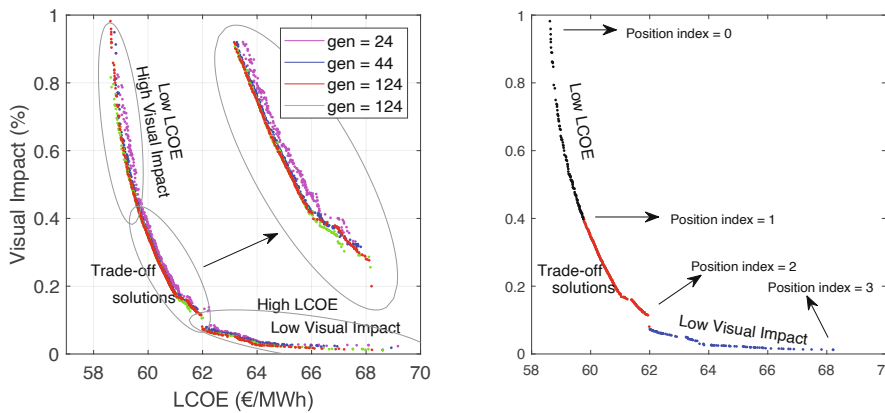 1
0.8
0.6
0.4
0.2
0
58
60
62
64
66
68
70
Visual Impact (%)
LCOE (€/MWh)
gen = 24
gen = 44
gen = 124
gen = 124
Low LCOE
High Visual Impact
Trade-off
solutions
High LCOE
Low Visual Impact
1
0.8
0.6
0.4
0.2
0
58
60
62
64
66
68
70
Position index = 0
Low LCOE
Position index = 1
Trade-off
solutions
Position index = 2
Position index = 3
Low Visual Impact